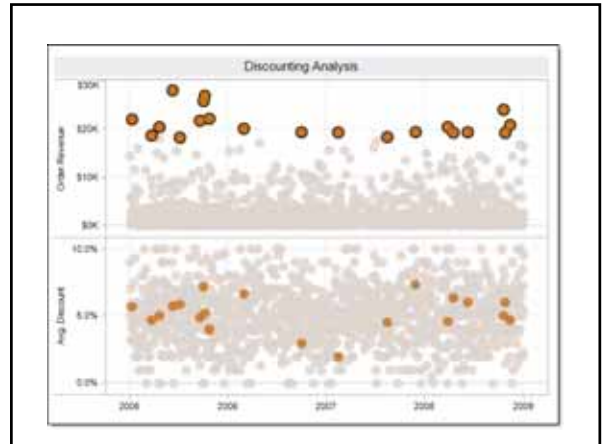 Discounting Analysis
$30K
$20K
$10K
$0K
Order Revenue
10.0%
5.0%
0.0%
Avg. Discount
2006 2007 2008 2009